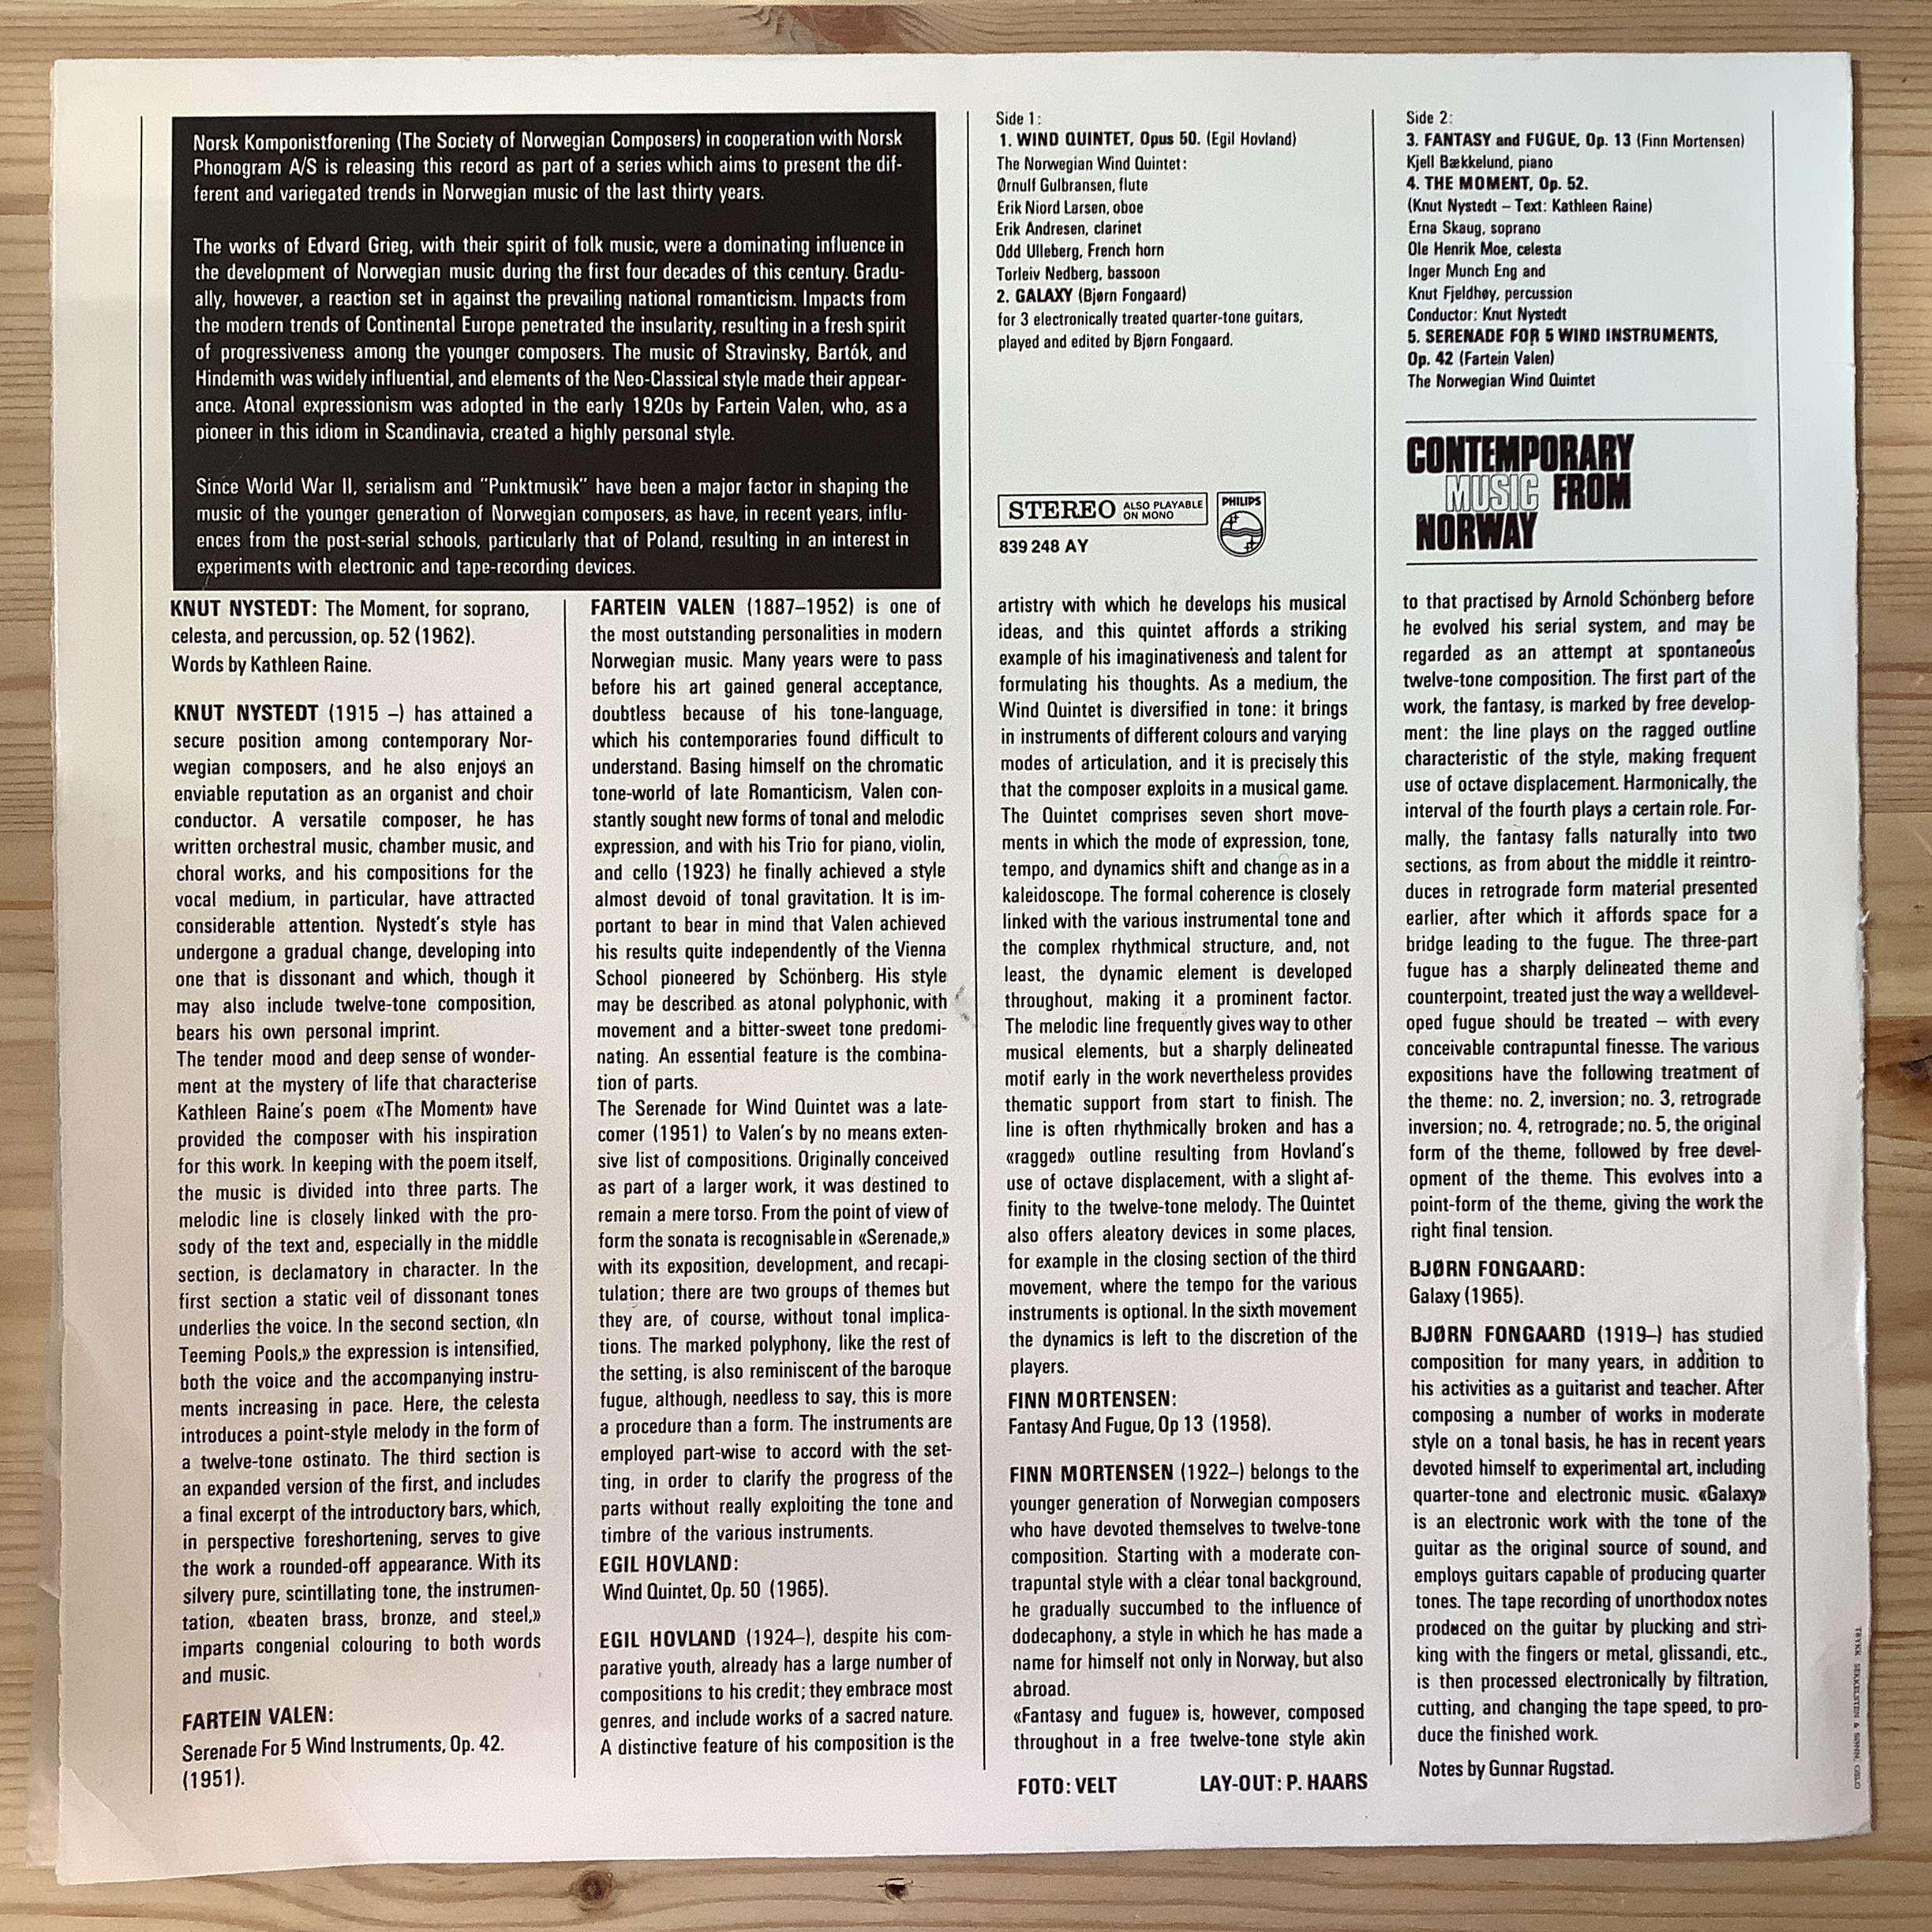 Norsk Komponistforening (The Society of Norwegian Composers) in cooperation with Norsk
Phonogram A/S is releasing this record as part of a series which aims to present the dif-
ferent and variegated trends in Norwegian music of the last thirty years.
The works of Edvard Grieg, with their spirit of folk music, were a dominating influence in
the development of Norwegian music during the first four decades of this century. Gradu-
ally, however, a reaction set in against the prevailing national romanticism. Impacts from
the modern trends of Continental Europe penetrated the insularity, resulting in a fresh spirit
of progressiveness among the younger composers. The music of Stravinsky, Bartók, and
Hindemith was widely influential, and elements of the Neo-Classical style made their appear-
ance. Atonal expressionism was adopted in the early 1920s by Fartein Valen, who, as a
pioneer in this idiom in Scandinavia, created a highly personal style.
Since World War II, serialism and "Punktmusik" have been a major factor in shaping the
music of the younger generation of Norwegian composers, as have, in recent years, influ-
ences from the post-serial schools, particularly that of Poland, resulting in an interest in
experiments with electronic and tape-recording devices.
Side 1:
1. WIND QUINTET, Opus 50. (Egil Hovland)
The Norwegian Wind Quintet:
Ørnulf Gulbransen, flute
Erik Niord Larsen, oboe
Erik Andresen, clarinet
Odd Ulleberg, French horn
Torleiv Nedberg, bassoon
2. GALAXY (Bjørn Fongaard)
for 3 electronically treated quarter-tone guitars,
played and edited by Bjørn Fongaard.
STEREO ALSO PLAYABLE
ON MONO
PHILIPS
839 248 AY
Side 2:
3. FANTASY and FUGUE, Op. 13 (Finn Mortensen)
Kjell Bækkelund, piano
4. THE MOMENT, Op. 52.
(Knut Nystedt – Text: Kathleen Raine)
Erna Skaug, soprano
Ole Henrik Moe, celesta
Inger Munch Eng and
Knut Fjeldhøy, percussion
Conductor: Knut Nystedt
5. SERENADE FOR 5 WIND INSTRUMENTS,
Op. 42 (Fartein Valen)
The Norwegian Wind Quintet
CONTEMPORARY
MUSIC FROM
NORWAY
KNUT NYSTEDT: The Moment, for soprano,
celesta, and percussion, op. 52 (1962).
Words by Kathleen Raine.
KNUT NYSTEDT (1915 –) has attained a
secure position among contemporary Nor-
wegian composers, and he also enjoys an
enviable reputation as an organist and choir
conductor. A versatile composer, he has
written orchestral music, chamber music, and
choral works, and his compositions for the
vocal medium, in particular, have attracted
considerable attention. Nystedt's style has
undergone a gradual change, developing into
one that is dissonant and which, though it
may also include twelve-tone composition,
bears his own personal imprint.
The tender mood and deep sense of wonder-
ment at the mystery of life that characterise
Kathleen Raine's poem «The Moment» have
provided the composer with his inspiration
for this work. In keeping with the poem itself,
the music is divided into three parts. The
melodic line is closely linked with the pro-
sody of the text and, especially in the middle
section, is declamatory in character. In the
first section a static veil of dissonant tones
underlies the voice. In the second section, «In
Teeming Pools,» the expression is intensified,
both the voice and the accompanying instru-
ments increasing in pace. Here, the celesta
introduces a point-style melody in the form of
a twelve-tone ostinato. The third section is
an expanded version of the first, and includes
a final excerpt of the introductory bars, which,
in perspective foreshortening, serves to give
the work a rounded-off appearance. With its
silvery pure, scintillating tone, the instrumen-
tation, «beaten brass, bronze, and steel,»
imparts congenial colouring to both words
and music.
FARTEIN VALEN:
Serenade For 5 Wind Instruments, Op. 42.
(1951).
FARTEIN VALEN (1887–1952) is one of
the most outstanding personalities in modern
Norwegian music. Many years were to pass
before his art gained general acceptance,
doubtless because of his tone-language,
which his contemporaries found difficult to
understand. Basing himself on the chromatic
tone-world of late Romanticism, Valen con-
stantly sought new forms of tonal and melodic
expression, and with his Trio for piano, violin,
and cello (1923) he finally achieved a style
almost devoid of tonal gravitation. It is im-
portant to bear in mind that Valen achieved
his results quite independently of the Vienna
School pioneered by Schönberg. His style
may be described as atonal polyphonic, with
movement and a bitter-sweet tone predomi-
nating. An essential feature is the combina-
tion of parts.
The Serenade for Wind Quintet was a late-
comer (1951) to Valen's by no means exten-
sive list of compositions. Originally conceived
as part of a larger work, it was destined to
remain a mere torso. From the point of view of
form the sonata is recognisable in «Serenade,»
with its exposition, development, and recapi-
tulation; there are two groups of themes but
they are, of course, without tonal implica-
tions. The marked polyphony, like the rest of
the setting, is also reminiscent of the baroque
fugue, although, needless to say, this is more
a procedure than a form. The instruments are
employed part-wise to accord with the set-
ting, in order to clarify the progress of the
parts without really exploiting the tone and
timbre of the various instruments.
EGIL HOVLAND:
Wind Quintet, Op. 50 (1965).
EGIL HOVLAND (1924–), despite his com-
parative youth, already has a large number of
compositions to his credit; they embrace most
genres, and include works of a sacred nature.
A distinctive feature of his composition is the
artistry with which he develops his musical
ideas, and this quintet affords a striking
example of his imaginativeness and talent for
formulating his thoughts. As a medium, the
Wind Quintet is diversified in tone: it brings
in instruments of different colours and varying
modes of articulation, and it is precisely this
that the composer exploits in a musical game.
The Quintet comprises seven short move-
ments in which the mode of expression, tone,
tempo, and dynamics shift and change as in a
kaleidoscope. The formal coherence is closely
linked with the various instrumental tone and
the complex rhythmical structure, and, not
least, the dynamic element is developed
throughout, making it a prominent factor.
The melodic line frequently gives way to other
musical elements, but a sharply delineated
motif early in the work nevertheless provides
thematic support from start to finish. The
line is often rhythmically broken and has a
«ragged» outline resulting from Hovland's
use of octave displacement, with a slight af-
finity to the twelve-tone melody. The Quintet
also offers aleatory devices in some places,
for example in the closing section of the third
movement, where the tempo for the various
instruments is optional. In the sixth movement
the dynamics is left to the discretion of the
players.
FINN MORTENSEN:
Fantasy And Fugue, Op 13 (1958).
FINN MORTENSEN (1922–) belongs to the
younger generation of Norwegian composers
who have devoted themselves to twelve-tone
composition. Starting with a moderate con-
trapuntal style with a clear tonal background,
he gradually succumbed to the influence of
dodecaphony, a style in which he has made a
name for himself not only in Norway, but also
abroad.
«Fantasy and fugue» is, however, composed
throughout in a free twelve-tone style akin
FOTO: VELT LAY-OUT: P. HAARS
to that practised by Arnold Schönberg before
he evolved his serial system, and may be
regarded as an attempt at spontaneous
twelve-tone composition. The first part of the
work, the fantasy, is marked by free develop-
ment: the line plays on the ragged outline
characteristic of the style, making frequent
use of octave displacement. Harmonically, the
interval of the fourth plays a certain role. For-
mally, the fantasy falls naturally into two
sections, as from about the middle it reintro-
duces in retrograde form material presented
earlier, after which it affords space for a
bridge leading to the fugue. The three-part
fugue has a sharply delineated theme and
counterpoint, treated just the way a welldevel-
oped fugue should be treated – with every
conceivable contrapuntal finesse. The various
expositions have the following treatment of
the theme: no. 2, inversion; no. 3, retrograde
inversion; no. 4, retrograde; no. 5, the original
form of the theme, followed by free devel-
opment of the theme. This evolves into a
point-form of the theme, giving the work the
right final tension.
BJØRN FONGAARD:
Galaxy (1965).
BJØRN FONGAARD (1919–) has studied
composition for many years, in addition to
his activities as a guitarist and teacher. After
composing a number of works in moderate
style on a tonal basis, he has in recent years
devoted himself to experimental art, including
quarter-tone and electronic music. «Galaxy»
is an electronic work with the tone of the
guitar as the original source of sound, and
employs guitars capable of producing quarter
tones. The tape recording of unorthodox notes
produced on the guitar by plucking and stri-
king with the fingers or metal, glissandi, etc.,
is then processed electronically by filtration,
cutting, and changing the tape speed, to pro-
duce the finished work.
Notes by Gunnar Rugstad.
TRYKK: SEKKELSTEN & SØNN, OSLO